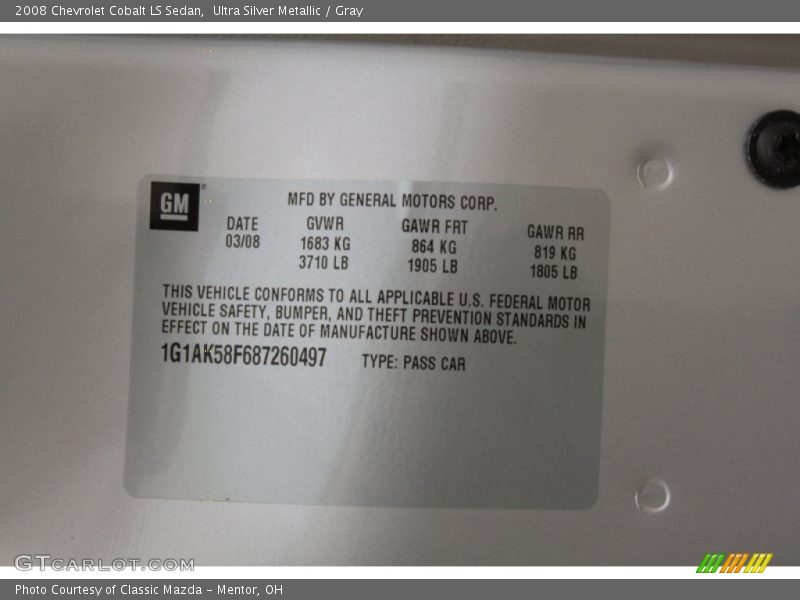 2008 Chevrolet Cobalt LS Sedan,  Ultra Silver Metallic / Gray
GM
MFD BY GENERAL MOTORS CORP.
DATE GVWR GAWR FRT GAWR RR
03/08 1683 KG 864 KG 819 KG
3710 LB 1905 LB 1805 LB
THIS VEHICLE CONFORMS TO ALL APPLICABLE U.S. FEDERAL MOTOR
VEHICLE SAFETY, BUMPER, AND THEFT PREVENTION STANDARDS IN
EFFECT ON THE DATE OF MANUFACTURE SHOWN ABOVE.
1G1AK58F687260497 TYPE: PASS CAR
GTCARLOT.COM
Photo Courtesy of Classic Mazda - Mentor, OH